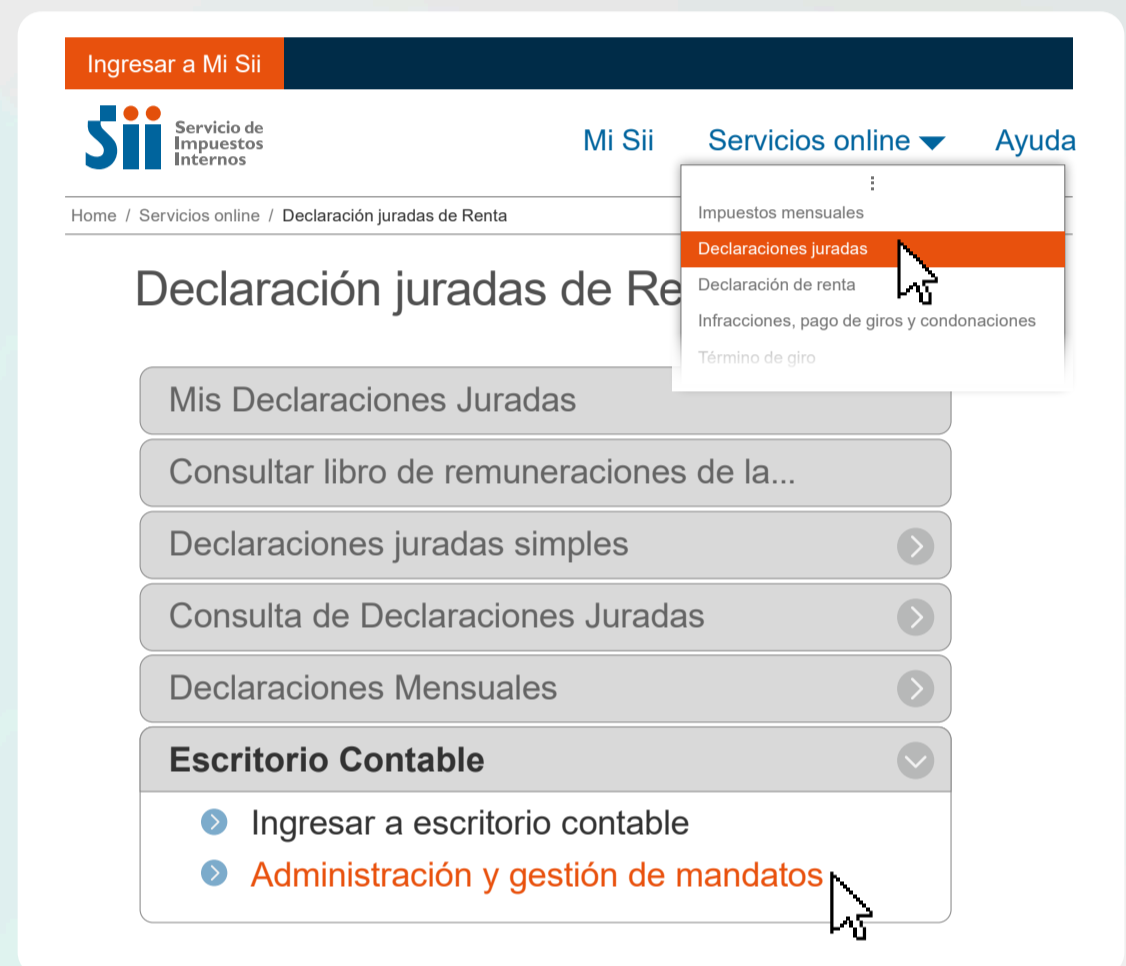 Ingresar a Mi Sii
Sii Servicio de
Impuestos
Internos
Mi Sii Servicios online Ayuda
Home / Servicios online / Declaración juradas de Renta
Impuestos mensuales
Declaraciones juradas
Declaración de renta
Infracciones, pago de giros y condonaciones
Término de giro
Declaración juradas de Re
Mis Declaraciones Juradas
Consultar libro de remuneraciones de la...
Declaraciones juradas simples
Consulta de Declaraciones Juradas
Declaraciones Mensuales
Escritorio Contable
Ingresar a escritorio contable
Administración y gestión de mandatos